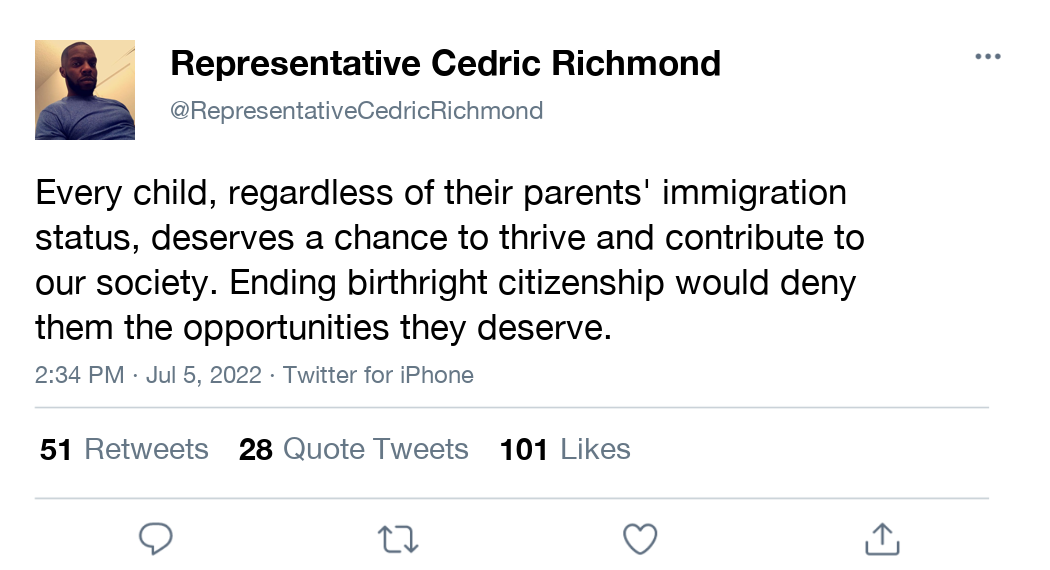 Representative Cedric Richmond
@RepresentativeCedricRichmond
Every child, regardless of their parents' immigration
status, deserves a chance to thrive and contribute to
our society. Ending birthright citizenship would deny
them the opportunities they deserve.
2:34 PM · Jul 5, 2022 · Twitter for iPhone
51 Retweets 28 Quote Tweets 101 Likes